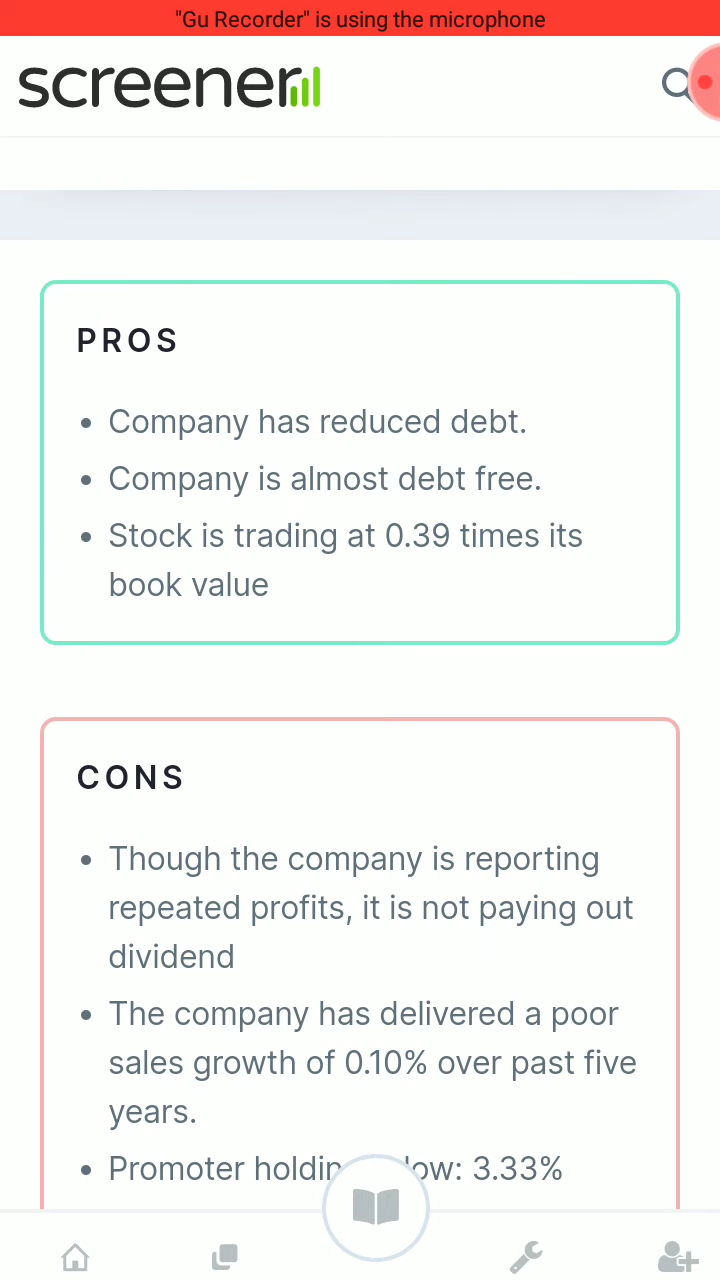 "Gu Recorder" is using the microphone
screener
PROS
Company has reduced debt.
Company is almost debt free.
Stock is trading at 0.39 times its
book value
CONS
Though the company is reporting
repeated profits, it is not paying out
dividend
The company has delivered a poor
sales growth of 0.10% over past five
years.
Promoter low: 3.33%